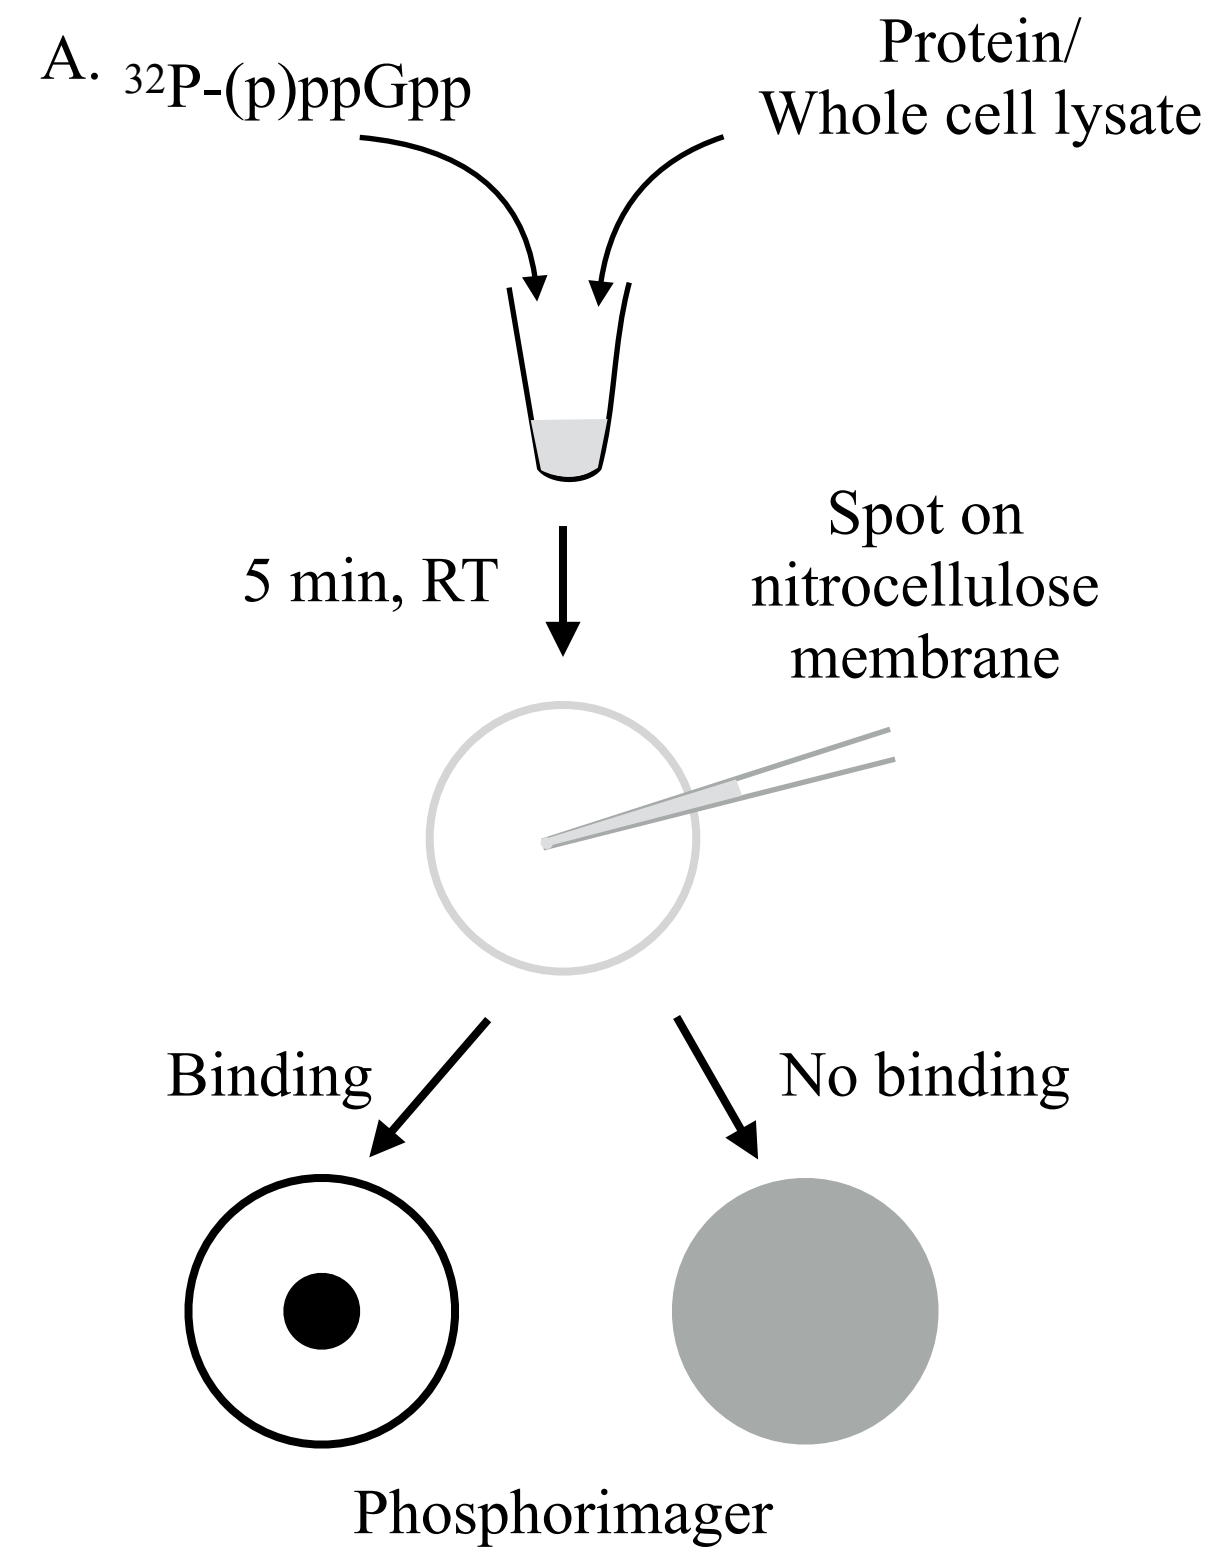 A.
³²P-(p)ppGpp
Protein/
Whole cell lysate
5 min, RT
Spot on
nitrocellulose
membrane
Binding
No binding
Phosphorimager